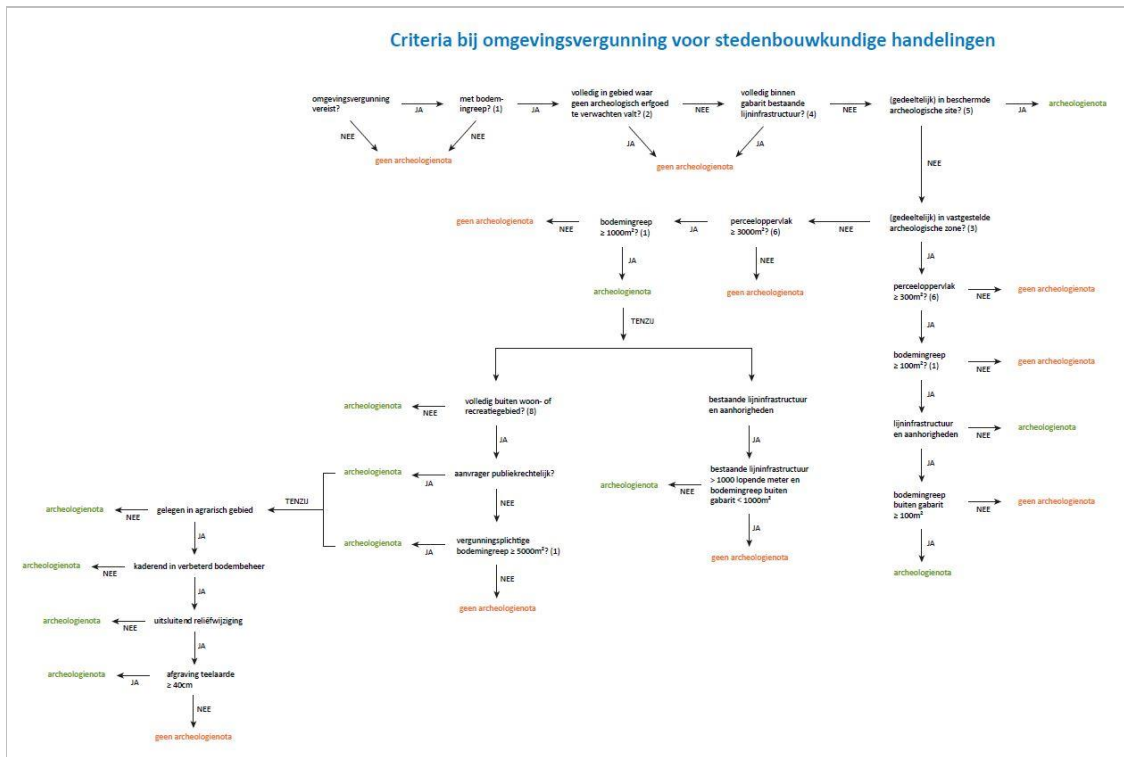 Criteria bij omgevingsvergunning voor stedenbouwkundige handelingen
omgevingsvergunning
vereist?
JA
met bodem-
ingreep? (1)
JA
volledig in gebied waar
geen archeologisch erfgoed
te verwachten valt? (2)
NEE
volledig binnen
gabarit bestaande
lijninfrastructuur? (4)
NEE
(gedeeltelijk) in beschermde
archeologische site? (5)
JA
archeologienota
NEE
NEE
JA
JA
geen archeologienota
geen archeologienota
NEE
geen archeologienota
NEE
bodemingreep
≥ 1000m²? (1)
JA
perceeloppervlak
≥ 3000m²? (6)
NEE
(gedeeltelijk) in vastgestelde
archeologische zone? (3)
JA
NEE
JA
archeologienota
geen archeologienota
perceeloppervlak
≥ 300m²? (6)
NEE
geen archeologienota
TENZIJ
JA
bodemingreep
≥ 100m²? (1)
NEE
geen archeologienota
JA
archeologienota
NEE
volledig buiten woon- of
recreatiegebied? (8)
bestaande lijninfrastructuur
en aanhorigheden
lijninfrastructuur
en aanhorigheden
NEE
archeologienota
JA
JA
JA
archeologienota
JA
aanvrager publiekrechtelijk?
archeologienota
NEE
bestaande lijninfrastructuur
> 1000 lopende meter en
bodemingreep buiten
gabarit < 1000m²
bodemingreep
buiten gabarit
≥ 100m²
NEE
geen archeologienota
TENZIJ
NEE
JA
JA
archeologienota
NEE
gelegen in agrarisch gebied
archeologienota
JA
vergunningsplichtige
bodemingreep ≥ 5000m²? (1)
geen archeologienota
archeologienota
JA
NEE
archeologienota
NEE
kaderend in verbeterd bodembeheer
geen archeologienota
JA
archeologienota
NEE
uitsluitend reliëfwijziging
JA
archeologienota
JA
afgraving teelaarde
≥ 40cm
NEE
geen archeologienota